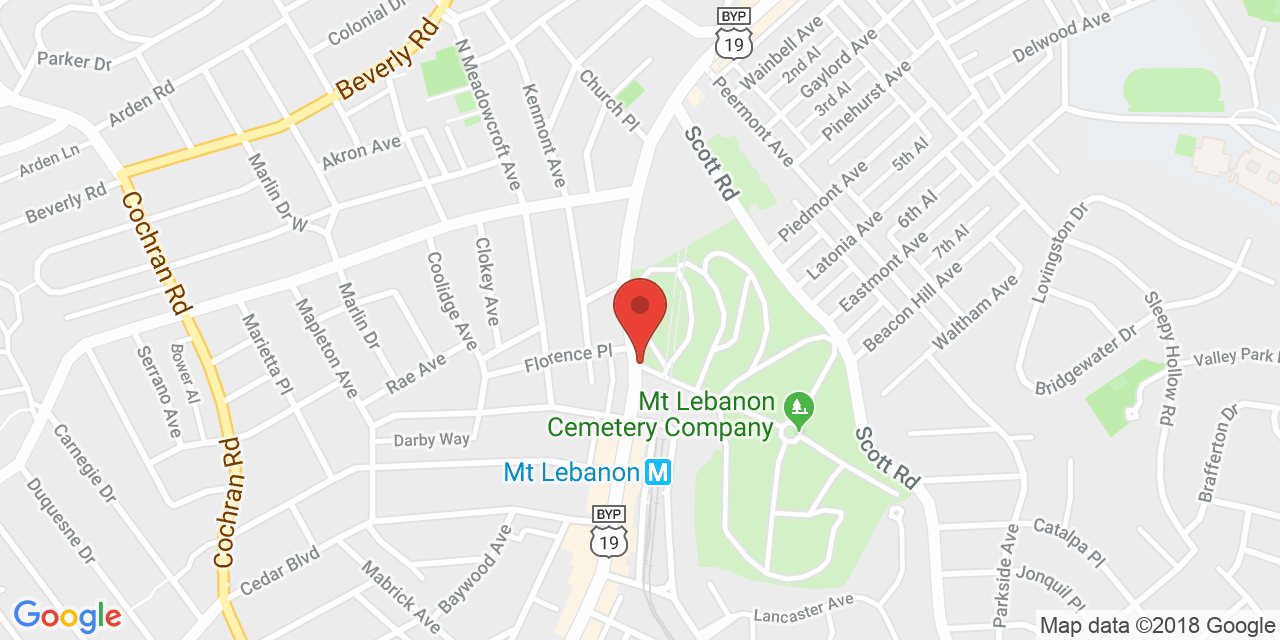 Colonial Dr
BYP
19
Wainbell Ave
Delwood Ave
Parker Dr
Beverly Rd
N Meadowcroft Ave
2nd Al
Gaylord Ave
3rd Al
Pinehurst Ave
Arden Rd
Kenmont Ave
Church Pl
Peermont Ave
Scott Rd
Akron Ave
Arden Ln
Marlin Dr W
Beverly Rd
Cochran Rd
Piedmont Ave
5th Al
6th Al
Latonia Ave
7th Al
Eastmont Ave
Beacon Hill Ave
Lovingston Dr
Clokey Ave
Coolidge Ave
Marlin Dr
Mapleton Ave
Marietta Pl
Bower Al
Serrano Ave
Rae Ave
Florence Pl
Waltham Ave
Sleepy Hollow Rd
Bridgewater Dr
Valley Park
Mt Lebanon
Cemetery Company
Darby Way
Carnegie Dr
Cochran Rd
Scott Rd
Brafferton Dr
Mt Lebanon M
Duquesne Dr
BYP
19
Cedar Blvd
Mabrick Ave
Baywood Ave
Parkside Ave
Catalpa Pl
Jonquil Pl
Lancaster Ave
Google
Map data ©2018 Google